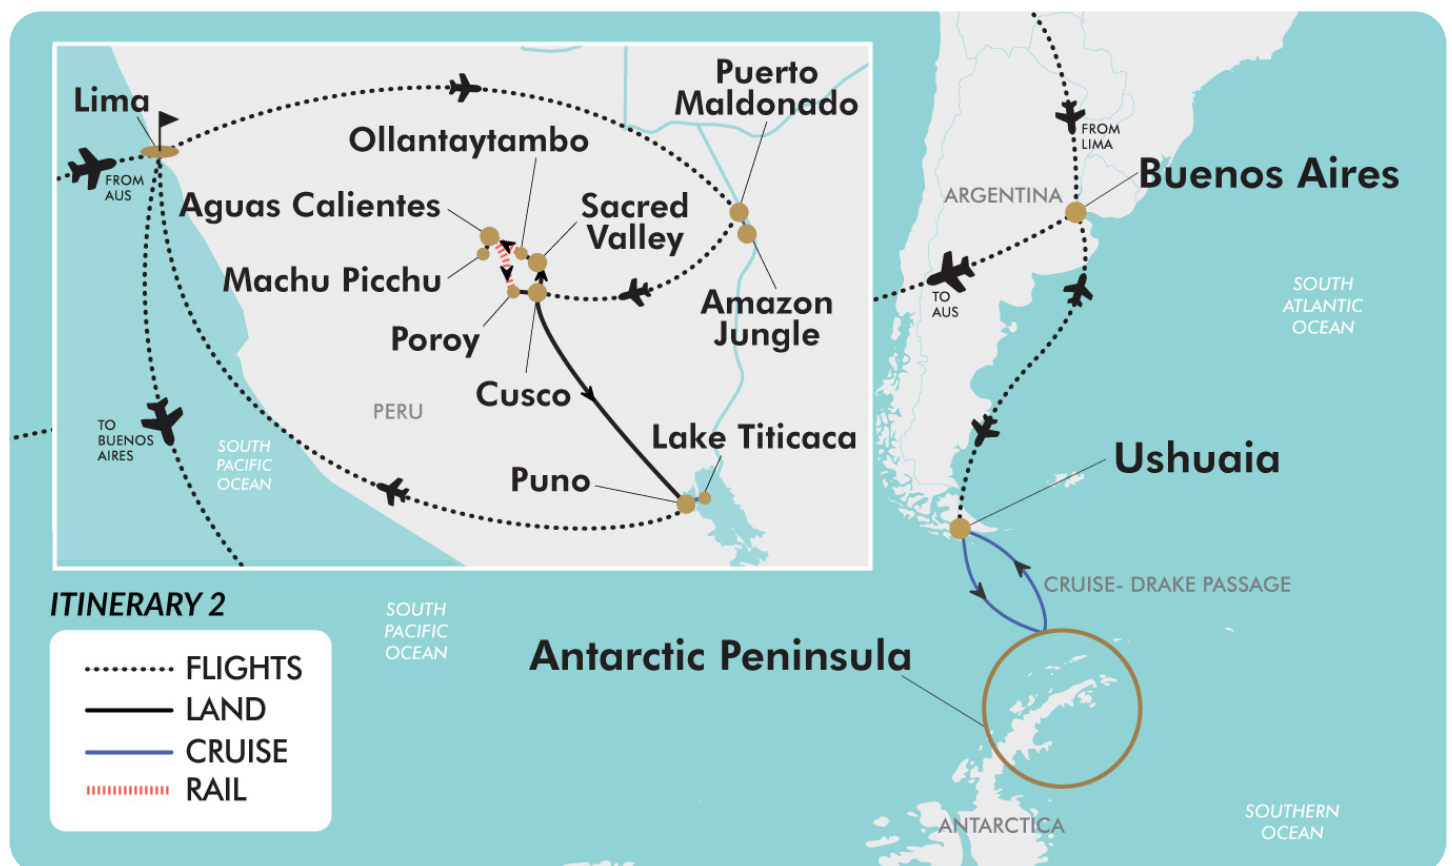 Lima
FROM
AUS
Puerto
Maldonado
Ollantaytambo
Aguas Calientes
Sacred
Valley
Machu Picchu
Amazon
Jungle
Poroy
Cusco
PERU
TO
BUENOS
AIRES
SOUTH
PACIFIC
OCEAN
Lake Titicaca
Puno
FROM
LIMA
Buenos Aires
ARGENTINA
TO
AUS
SOUTH
ATLANTIC
OCEAN
Ushuaia
CRUISE- DRAKE PASSAGE
SOUTH
PACIFIC
OCEAN
Antarctic Peninsula
ANTARCTICA
SOUTHERN
OCEAN
ITINERARY 2
FLIGHTS
LAND
CRUISE
RAIL